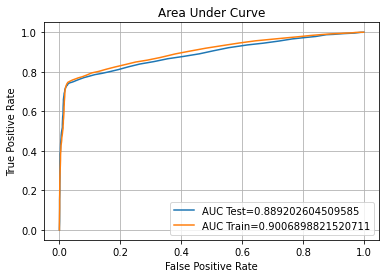 Area Under Curve
1.0
0.8
0.6
0.4
0.2
0.0
True Positive Rate
AUC Test=0.889202604509585
AUC Train=0.9006898821520711
0.0 0.2 0.4 0.6 0.8 1.0
False Positive Rate